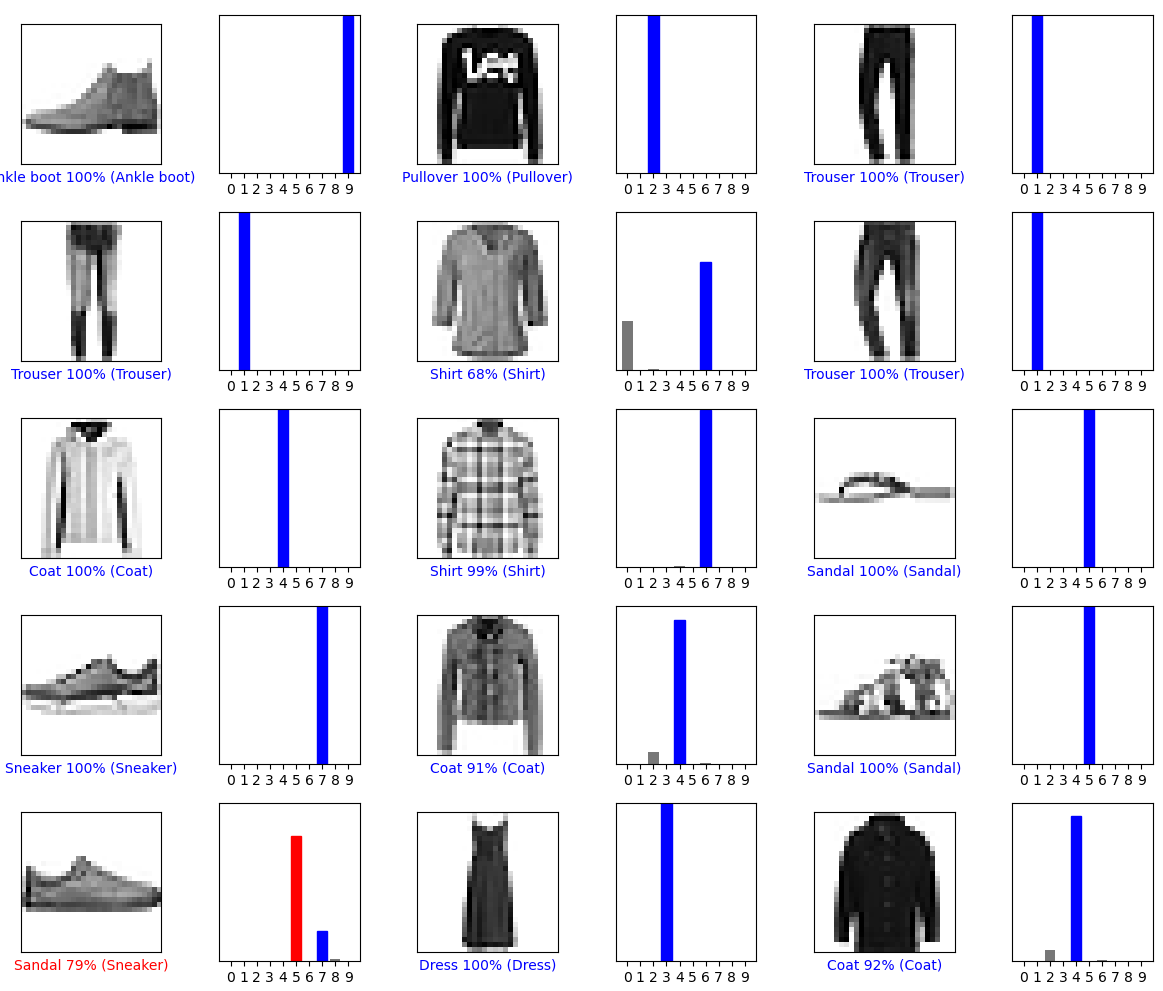 Lee
0 1 2 3 4 5 6 7 8 9
0 1 2 3 4 5 6 7 8 9
0 1 2 3 4 5 6 7 8 9
nkle boot 100% (Ankle boot)
Pullover 100% (Pullover)
Trouser 100% (Trouser)
0 1 2 3 4 5 6 7 8 9
0 1 2 3 4 5 6 7 8 9
0 1 2 3 4 5 6 7 8 9
Trouser 100% (Trouser)
Shirt 68% (Shirt)
Trouser 100% (Trouser)
0 1 2 3 4 5 6 7 8 9
0 1 2 3 4 5 6 7 8 9
0 1 2 3 4 5 6 7 8 9
Coat 100% (Coat)
Shirt 99% (Shirt)
Sandal 100% (Sandal)
0 1 2 3 4 5 6 7 8 9
0 1 2 3 4 5 6 7 8 9
0 1 2 3 4 5 6 7 8 9
Sneaker 100% (Sneaker)
Coat 91% (Coat)
Sandal 100% (Sandal)
0 1 2 3 4 5 6 7 8 9
0 1 2 3 4 5 6 7 8 9
0 1 2 3 4 5 6 7 8 9
Sandal 79% (Sneaker)
Dress 100% (Dress)
Coat 92% (Coat)